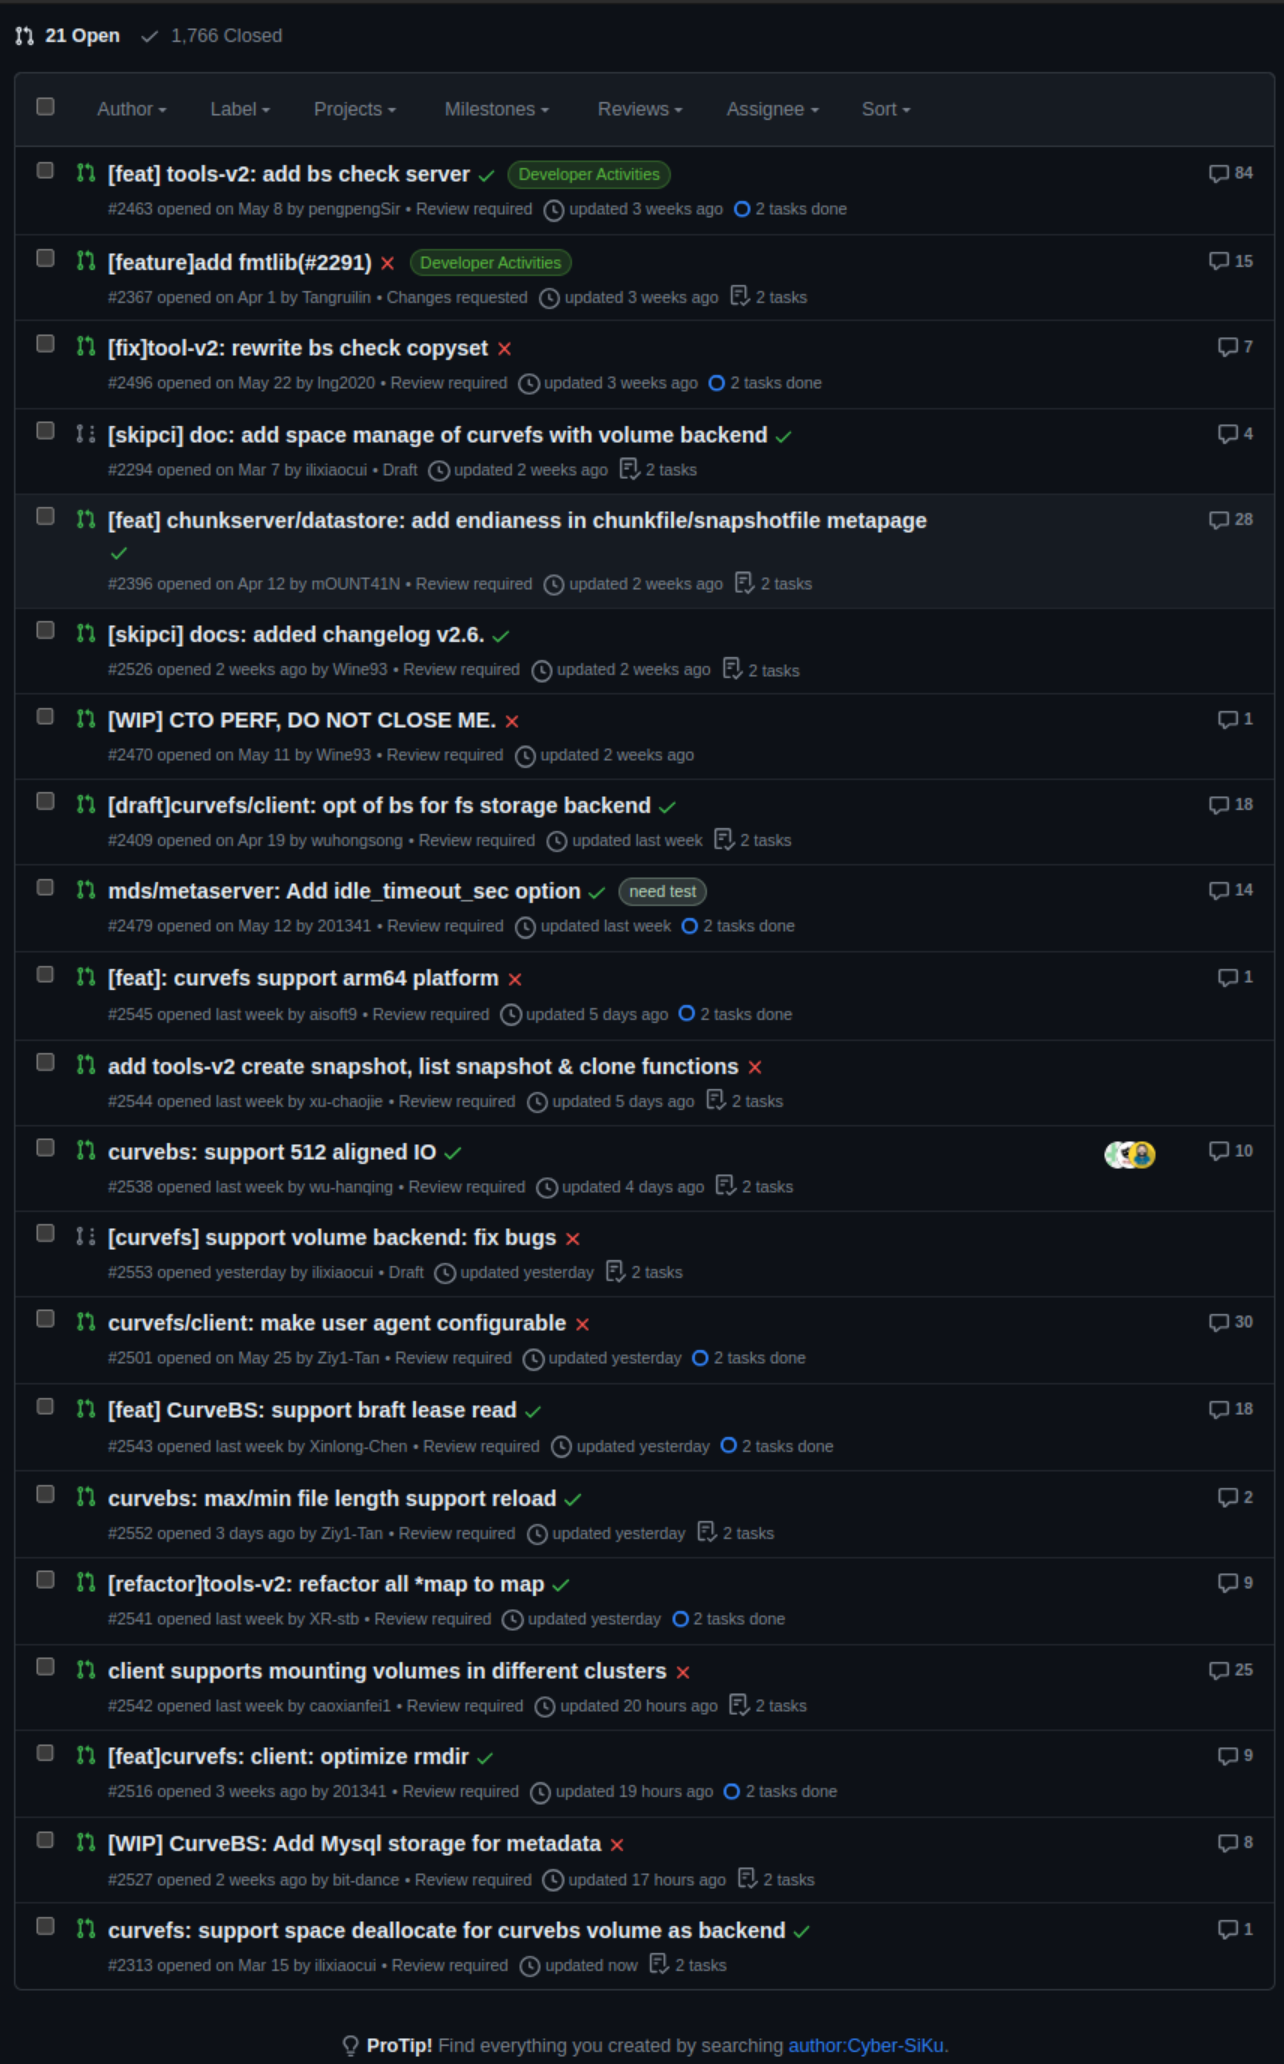 21 Open 1,766 Closed
Author Label Projects Milestones Reviews Assignee Sort
[feat] tools-v2: add bs check server Developer Activities 84
#2463 opened on May 8 by pengpengSir • Review required updated 3 weeks ago 2 tasks done
[feature]add fmtlib(#2291) Developer Activities 15
#2367 opened on Apr 1 by Tangruilin • Changes requested updated 3 weeks ago 2 tasks
[fix]tool-v2: rewrite bs check copyset 7
#2496 opened on May 22 by lng2020 • Review required updated 3 weeks ago 2 tasks done
[skipci] doc: add space manage of curvefs with volume backend 4
#2294 opened on Mar 7 by ilixiaocui • Draft updated 2 weeks ago 2 tasks
[feat] chunkserver/datastore: add endianess in chunkfile/snapshotfile metapage 28
#2396 opened on Apr 12 by mOUNT41N • Review required updated 2 weeks ago 2 tasks
[skipci] docs: added changelog v2.6.
#2526 opened 2 weeks ago by Wine93 • Review required updated 2 weeks ago 2 tasks
[WIP] CTO PERF, DO NOT CLOSE ME. 1
#2470 opened on May 11 by Wine93 • Review required updated 2 weeks ago
[draft]curvefs/client: opt of bs for fs storage backend 18
#2409 opened on Apr 19 by wuhongsong • Review required updated last week 2 tasks
mds/metaserver: Add idle_timeout_sec option need test 14
#2479 opened on May 12 by 201341 • Review required updated last week 2 tasks done
[feat]: curvefs support arm64 platform 1
#2545 opened last week by aisoft9 • Review required updated 5 days ago 2 tasks done
add tools-v2 create snapshot, list snapshot & clone functions
#2544 opened last week by xu-chaojie • Review required updated 5 days ago 2 tasks
curvebs: support 512 aligned IO 10
#2538 opened last week by wu-hanqing • Review required updated 4 days ago 2 tasks
[curvefs] support volume backend: fix bugs
#2553 opened yesterday by ilixiaocui • Draft updated yesterday 2 tasks
curvefs/client: make user agent configurable 30
#2501 opened on May 25 by Ziy1-Tan • Review required updated yesterday 2 tasks done
[feat] CurveBS: support braft lease read 18
#2543 opened last week by Xinlong-Chen • Review required updated yesterday 2 tasks done
curvebs: max/min file length support reload 2
#2552 opened 3 days ago by Ziy1-Tan • Review required updated yesterday 2 tasks
[refactor]tools-v2: refactor all *map to map 9
#2541 opened last week by XR-stb • Review required updated yesterday 2 tasks done
client supports mounting volumes in different clusters 25
#2542 opened last week by caoxianfei1 • Review required updated 20 hours ago 2 tasks
[feat]curvefs: client: optimize rmdir 9
#2516 opened 3 weeks ago by 201341 • Review required updated 19 hours ago 2 tasks done
[WIP] CurveBS: Add Mysql storage for metadata 8
#2527 opened 2 weeks ago by bit-dance • Review required updated 17 hours ago 2 tasks
curvefs: support space deallocate for curvebs volume as backend 1
#2313 opened on Mar 15 by ilixiaocui • Review required updated now 2 tasks
ProTip! Find everything you created by searching author:Cyber-SiKu.